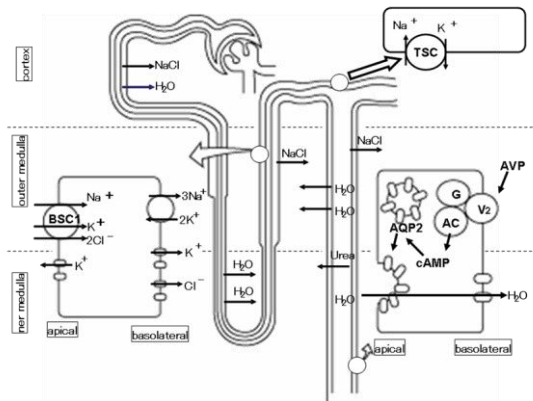 Na+ K+
TSC
cortex
NaCl
H2O
outer medulla
NaCl
NaCl
AVP
Na+
3Na+
BSC1
K+
2K+
2Cl-
H2O
H2O
G
V2
AC
AQP2
cAMP
K+
K+
Urea
H2O
Cl-
H2O
H2O
H2O
ner medulla
apical
basolateral
apical
basolateral